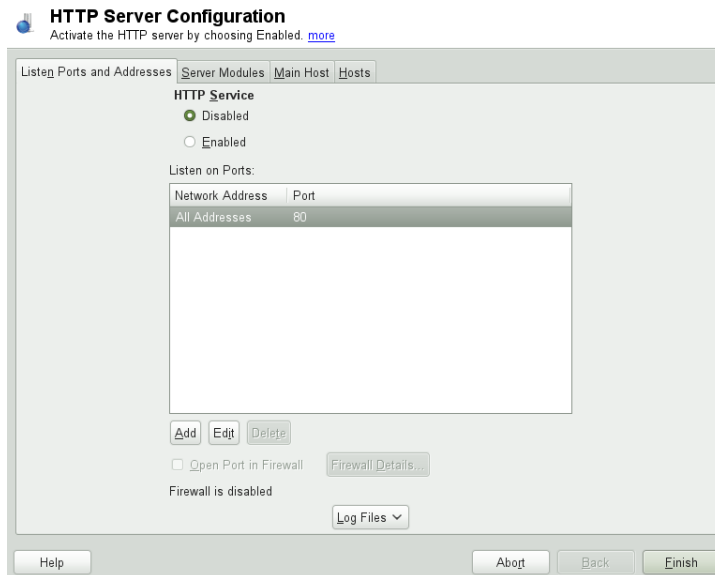 HTTP Server Configuration
Activate the HTTP server by choosing Enabled. more
Listen Ports and Addresses Server Modules Main Host Hosts
HTTP Service
Disabled
Enabled
Listen on Ports:
Network Address Port
All Addresses 80
Add Edit Delete
Open Port in Firewall Firewall Details...
Firewall is disabled
Log Files
Help Abort Back Finish